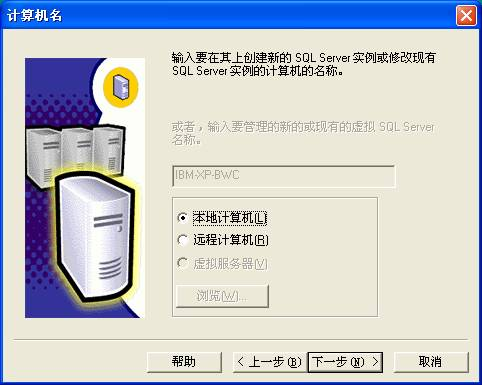 计算机名
输入要在其上创建新的 SQL Server 实例或修改现有
SQL Server 实例的计算机的名称。
或者，输入要管理的新的或现有的虚拟 SQL Server
名称。
IBM-XP-BWC
本地计算机(L)
远程计算机(R)
虚拟服务器(V)
浏览(W)...
帮助
< 上一步(B)
下一步(N) >
取消